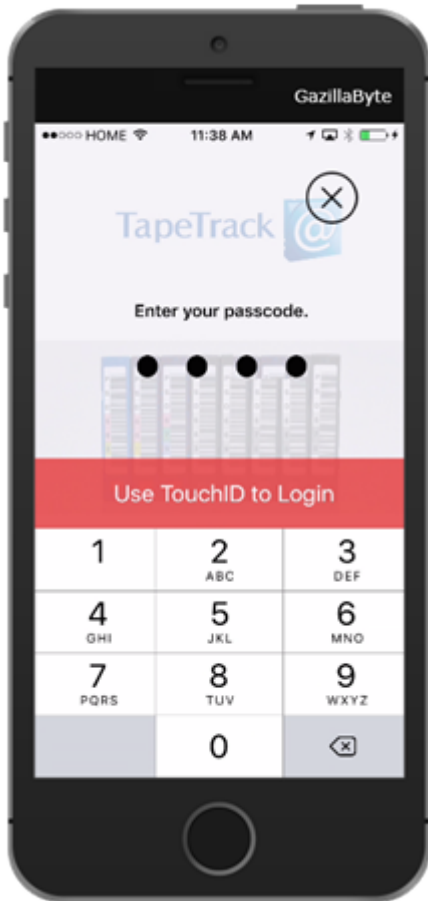 GazillaByte
HOME 11:38 AM
TapeTrack @
Enter your passcode.
Use TouchID to Login
1 2 3
ABC DEF
4 5 6
GHI JKL MNO
7 8 9
PQRS TUV WXYZ
0